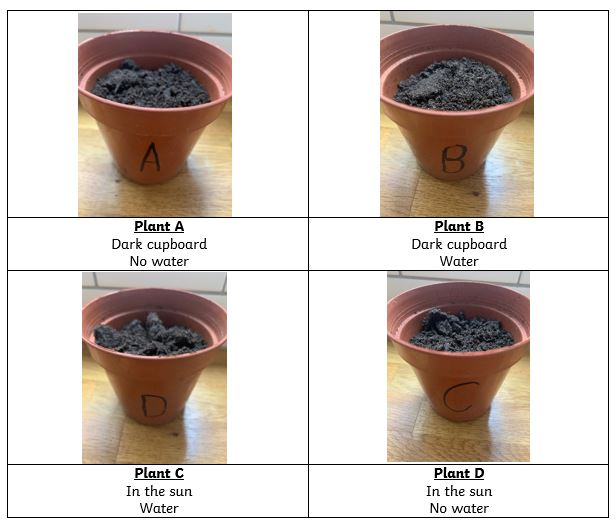 A
B
Plant A
Dark cupboard
No water
Plant B
Dark cupboard
Water
D
C
Plant C
In the sun
Water
Plant D
In the sun
No water